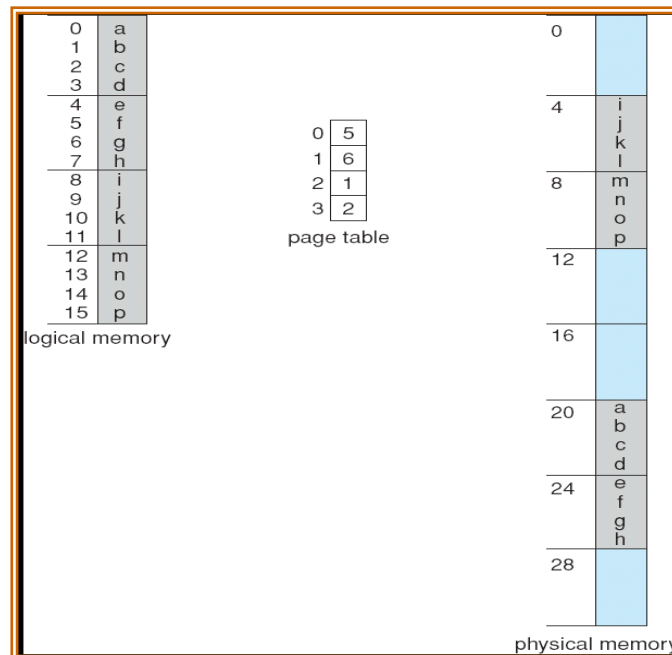 0 a
1 b
2 c
3 d
4 e
5 f
6 g
7 h
8 i
9 j
10 k
11 l
12 m
13 n
14 o
15 p
logical memory
0 5
1 6
2 1
3 2
page table
0
4 i
j
k
l
8 m
n
o
p
12
16
20 a
b
c
d
24 e
f
g
h
28
physical memory